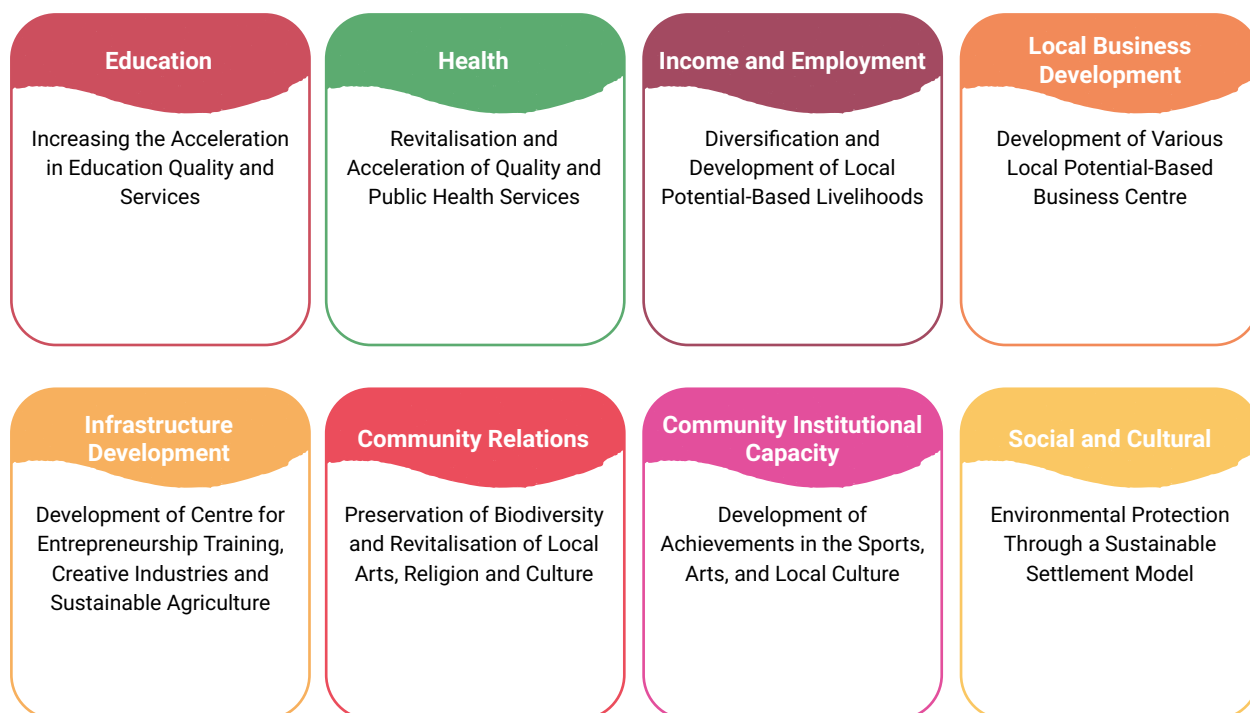 Education
Increasing the Acceleration
in Education Quality and
Services
Health
Revitalisation and
Acceleration of Quality and
Public Health Services
Income and Employment
Diversification and
Development of Local
Potential-Based Livelihoods
Local Business
Development
Development of Various
Local Potential-Based
Business Centre
Infrastructure
Development
Development of Centre for
Entrepreneurship Training,
Creative Industries and
Sustainable Agriculture
Community Relations
Preservation of Biodiversity
and Revitalisation of Local
Arts, Religion and Culture
Community Institutional
Capacity
Development of
Achievements in the Sports,
Arts, and Local Culture
Social and Cultural
Environmental Protection
Through a Sustainable
Settlement Model